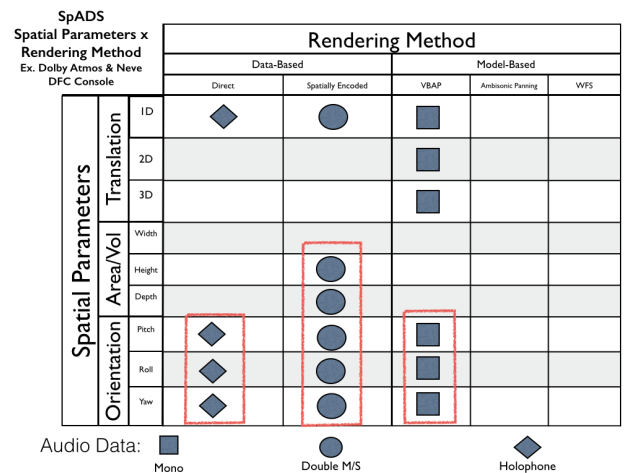 SpADS
Spatial Parameters x
Rendering Method
Ex. Dolby Atmos & Neve
DFC Console
Rendering Method
Data-Based
Model-Based
Direct
Spatially Encoded
VBAP
Ambisonic Panning
WFS
Spatial Parameters
Translation
1D
2D
3D
Area/Vol
Width
Height
Depth
Orientation
Pitch
Roll
Yaw
Audio Data:
Mono
Double M/S
Holophone